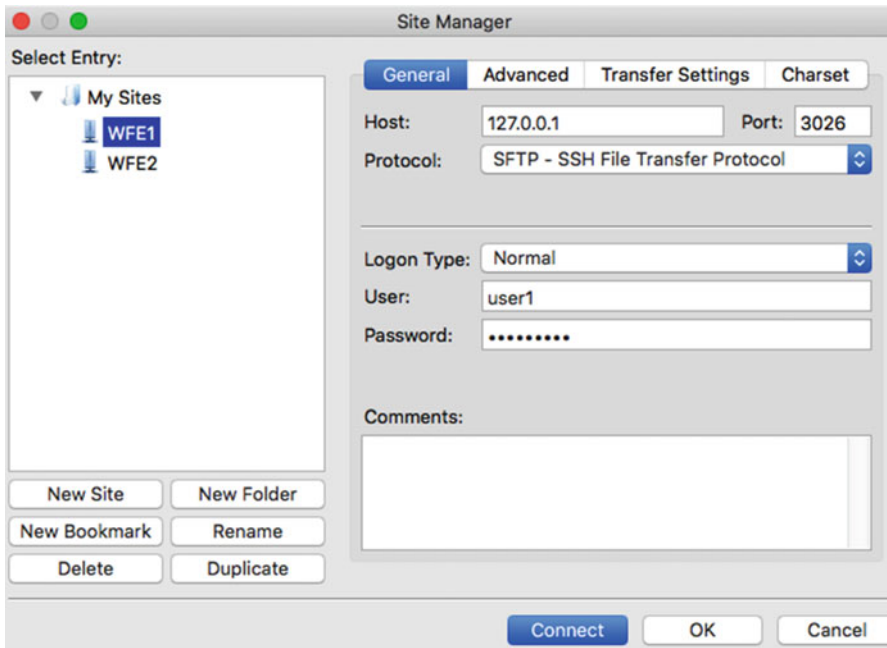 Site Manager
Select Entry:
My Sites
WFE1
WFE2
New Site
New Folder
New Bookmark
Rename
Delete
Duplicate
General
Advanced
Transfer Settings
Charset
Host:
127.0.0.1
Port:
3026
Protocol:
SFTP - SSH File Transfer Protocol
Logon Type:
Normal
User:
user1
Password:
•••••••••
Comments:
Connect
OK
Cancel